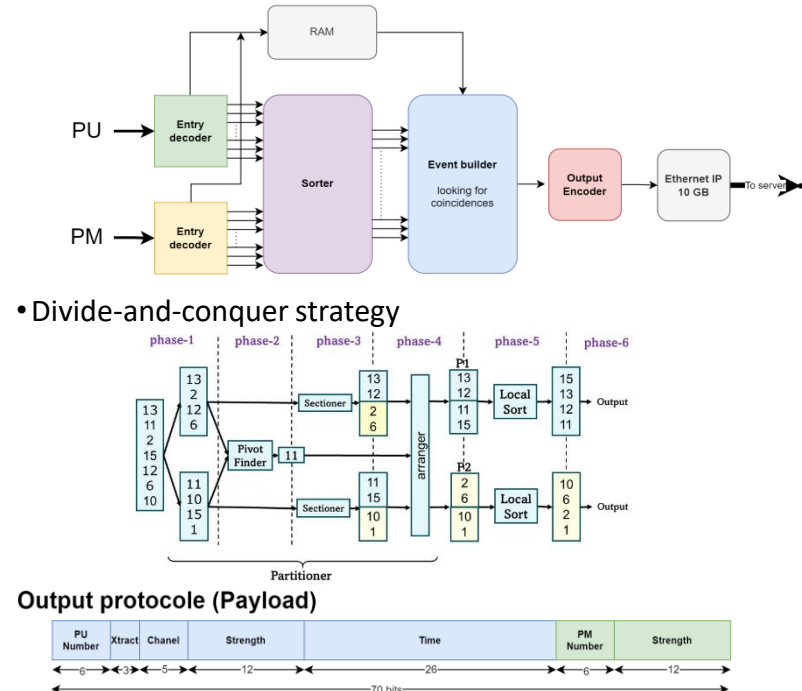 RAM
PU
Entry
decoder
Sorter
Event builder
looking for
coincidences
Output
Encoder
Ethernet IP
10 GB
To server
PM
Entry
decoder
•Divide-and-conquer strategy
phase-1
phase-2
phase-3
phase-4
phase-5
phase-6
13
11
2
15
12
6
10
13
2
12
6
11
10
15
1
Pivot
Finder
11
Sectioner
Sectioner
13
12
2
6
11
15
10
1
arranger
P1
13
12
11
15
P2
2
6
10
1
Local
Sort
Local
Sort
15
13
12
11
10
6
2
1
Output
Output
Partitioner
Output protocole (Payload)
PU
Number
Xtract
Chanel
Strength
Time
PM
Number
Strength
6
3
5
12
26
6
12
70 bits